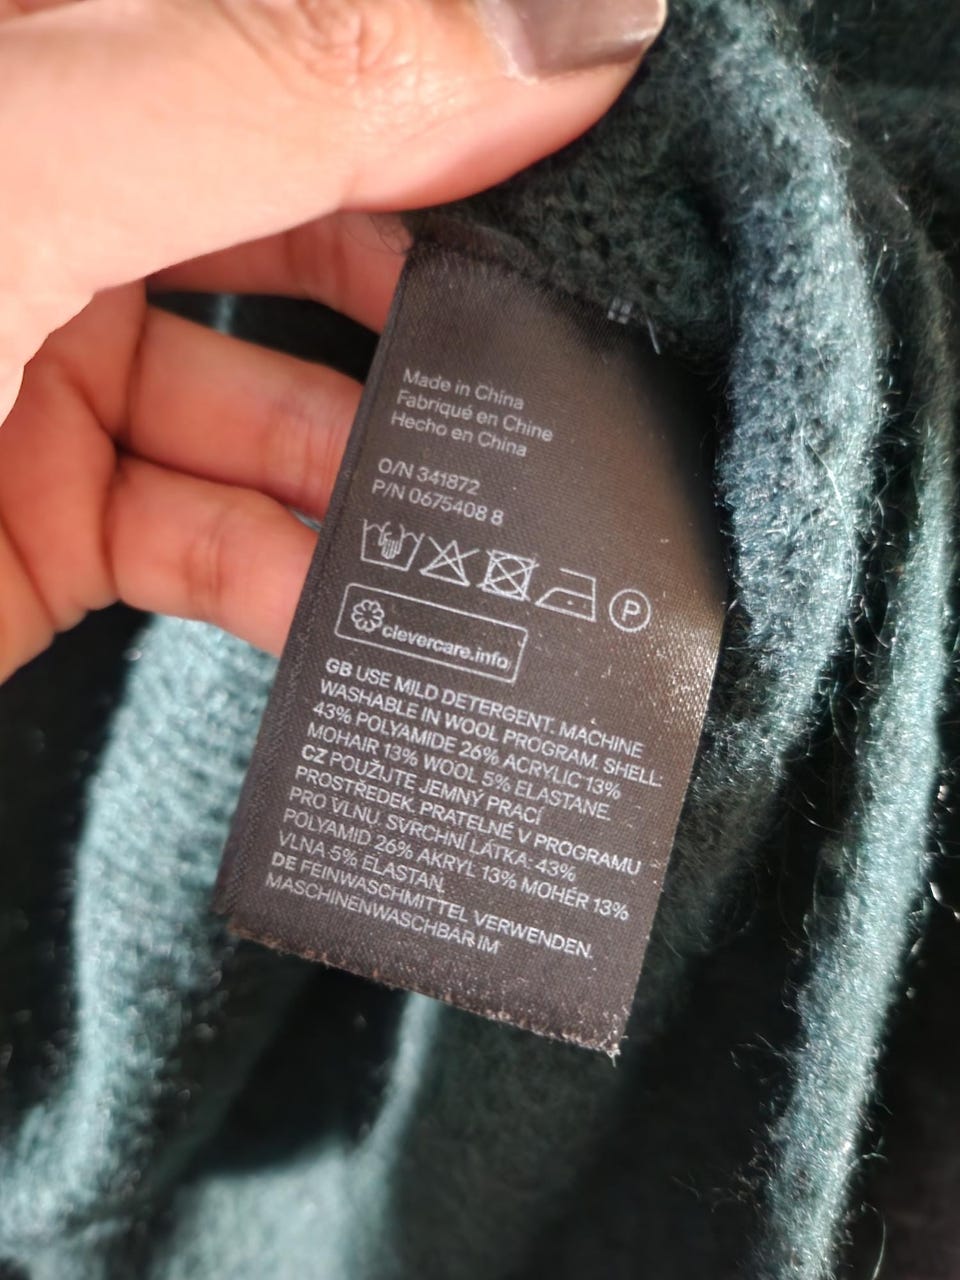 Made in China
Fabriqué en Chine
Hecho en China
O/N 341872
P/N 0675408 8
P
clevercare.info
GB USE MILD DETERGENT. MACHINE
WASHABLE IN WOOL PROGRAM. SHELL:
43% POLYAMIDE 26% ACRYLIC 13%
MOHAIR 13% WOOL 5% ELASTANE.
CZ POUŽIJTE JEMNÝ PRACÍ
PROSTŘEDEK. PRATELNÉ V PROGRAMU
PRO VLNU. SVRCHNÍ LÁTKA: 43%
POLYAMID 26% AKRYL 13% MOHÉR 13%
VLNA 5% ELASTAN.
DE FEINWASCHMITTEL VERWENDEN.
MASCHINENWASCHBAR IM